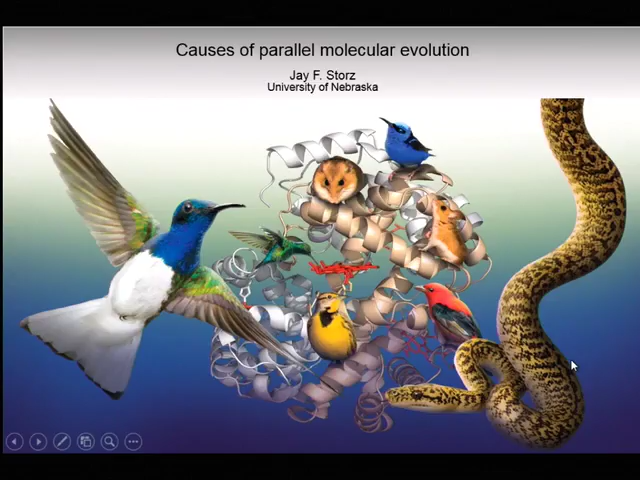 Causes of parallel molecular evolution
Jay F. Storz
University of Nebraska